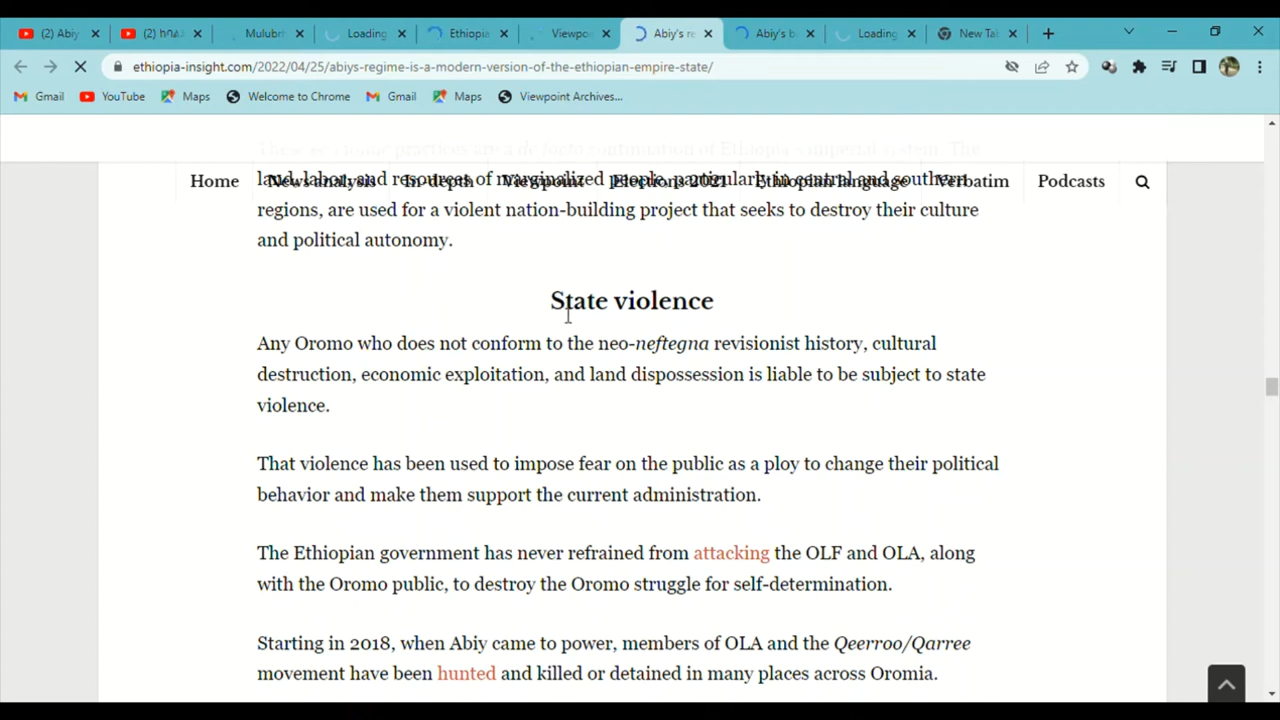 (2) Abiy
(2) ከሰላ
Mulubrh
Loading
Ethiopia
Viewpo
Abiy's re
Abiy's b
Loading
New Tab
ethiopia-insight.com/2022/04/25/abiys-regime-is-a-modern-version-of-the-ethiopian-empire-state/
Gmail YouTube Maps Welcome to Chrome Gmail Maps Viewpoint Archives...
Home News analysis In-depth Viewpoint Elections 2021 Ethiopian language Verbatim Podcasts
These economic practices are a de facto continuation of Ethiopia's imperial system. The
land, labor, and resources of marginalized people, particularly in central and southern
regions, are used for a violent nation-building project that seeks to destroy their culture
and political autonomy.
State violence
Any Oromo who does not conform to the neo-neftegna revisionist history, cultural
destruction, economic exploitation, and land dispossession is liable to be subject to state
violence.
That violence has been used to impose fear on the public as a ploy to change their political
behavior and make them support the current administration.
The Ethiopian government has never refrained from attacking the OLF and OLA, along
with the Oromo public, to destroy the Oromo struggle for self-determination.
Starting in 2018, when Abiy came to power, members of OLA and the Qeerroo/Qarree
movement have been hunted and killed or detained in many places across Oromia.